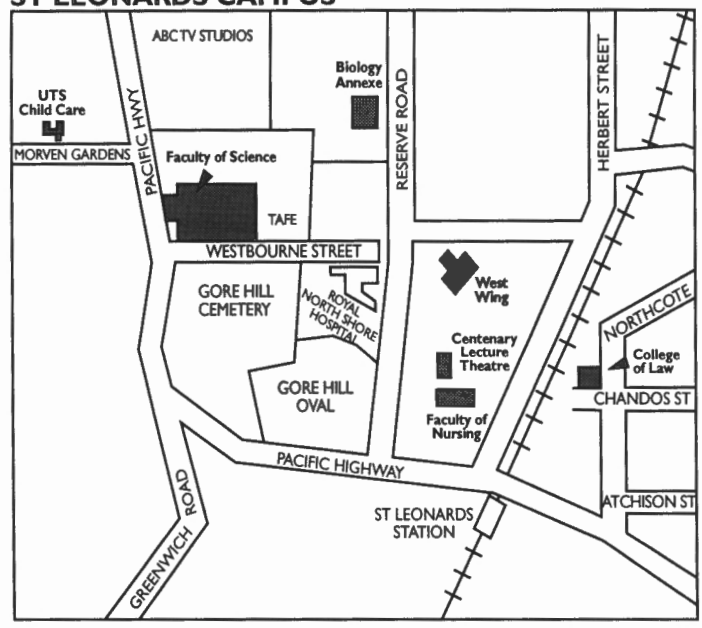 ST LEONARDS CAMPUS
ABC TV STUDIOS
Biology
Annexe
UTS
Child Care
PACIFIC HWY
RESERVE ROAD
HERBERT STREET
MORVEN GARDENS
Faculty of Science
TAFE
WESTBOURNE STREET
GORE HILL
CEMETERY
ROYAL
NORTH SHORE
HOSPITAL
West
Wing
NORTHCOTE
Centenary
Lecture
Theatre
College
of Law
GORE HILL
OVAL
CHANDOS ST
Faculty of
Nursing
PACIFIC HIGHWAY
ATCHISON ST
ST LEONARDS
STATION
GREENWICH ROAD